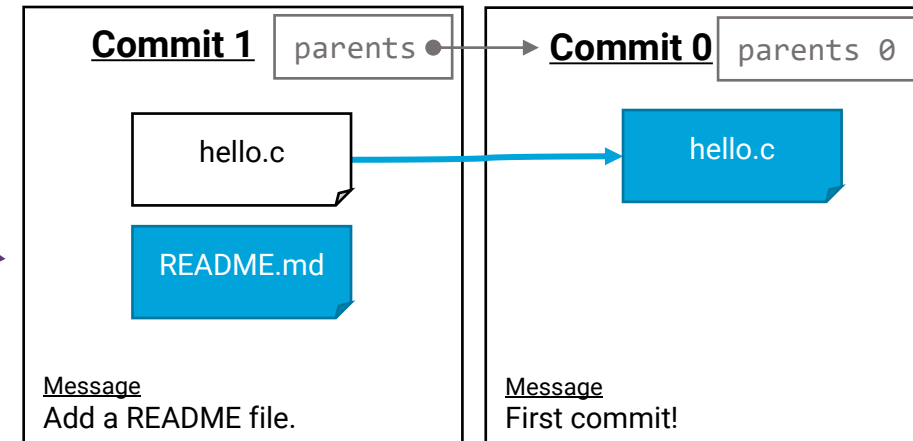 Commit 1
parents
hello.c
README.md
Message
Add a README file.
Commit 0
parents 0
hello.c
Message
First commit!